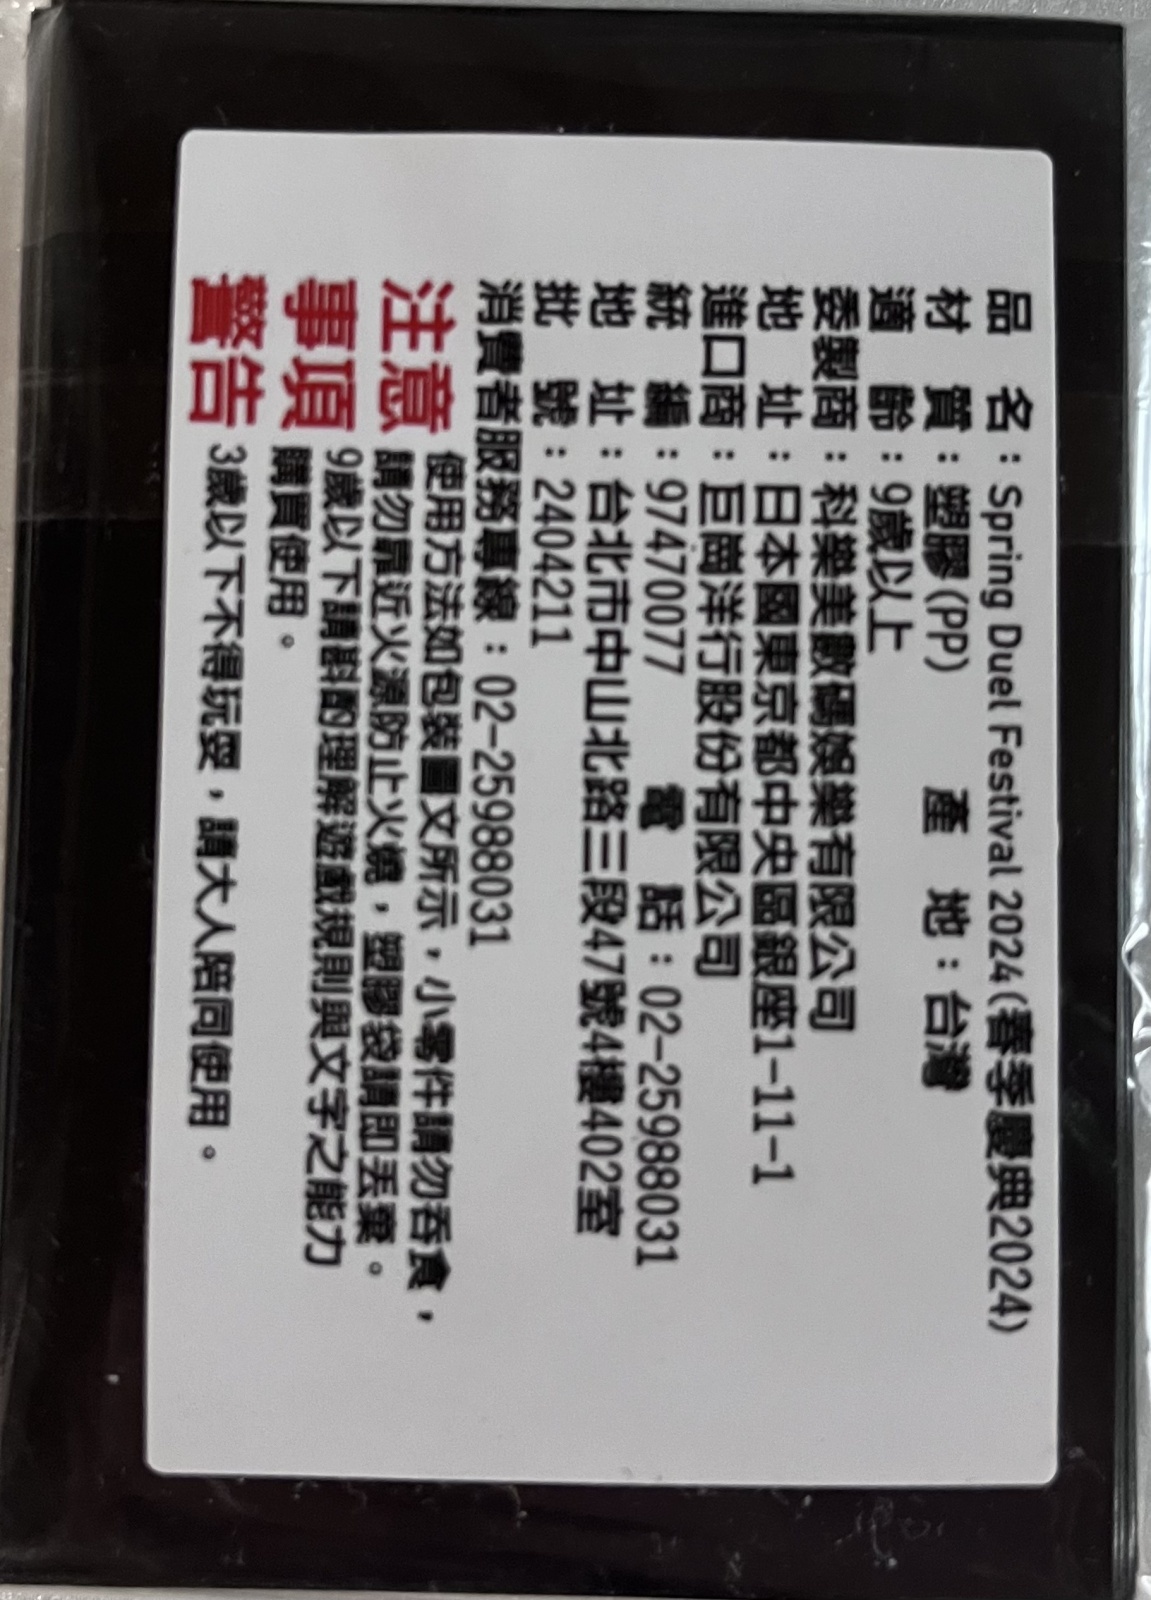 品名：Spring Duel Festival 2024(春季慶典2024)
材質：塑膠(PP) 產地：台灣
適齡：9歲以上
委製商：科樂美數碼娛樂有限公司
地址：日本國東京都中央區銀座1-11-1
進口商：巨崗洋行股份有限公司
統編：97470077 電話：02-25988031
地址：台北市中山北路三段47號4樓402室
批號：2404211
消費者服務專線：02-25988031
注意事項
使用方法如包裝圖文所示，小零件請勿吞食，
請勿靠近火源防止火燒，塑膠袋請即丟棄。
9歲以下請斟酌理解遊戲規則與文字之能力
購買使用。
警告 3歲以下不得玩耍，請大人陪同使用。